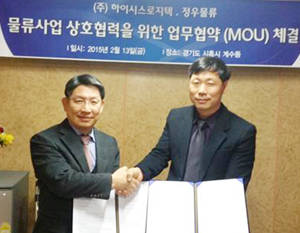 (주) 하이시스로지텍 . 정우물류
물류사업 상호협력을 위한 업무협약 (MOU) 체결
□ 일시: 2015년 2월 13일(금) □ 장소: 경기도 시흥시 계수동